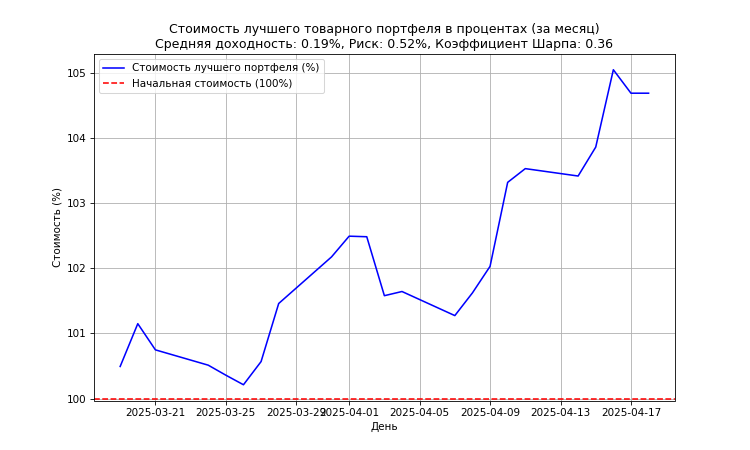 Стоимость лучшего товарного портфеля в процентах (за месяц)
Средняя доходность: 0.19%, Риск: 0.52%, Коэффициент Шарпа: 0.36
Стоимость лучшего портфеля (%)
Начальная стоимость (100%)
Стоимость (%)
105
104
103
102
101
100
2025-03-21 2025-03-25 2025-03-29 2025-04-01 2025-04-05 2025-04-09 2025-04-13 2025-04-17
День